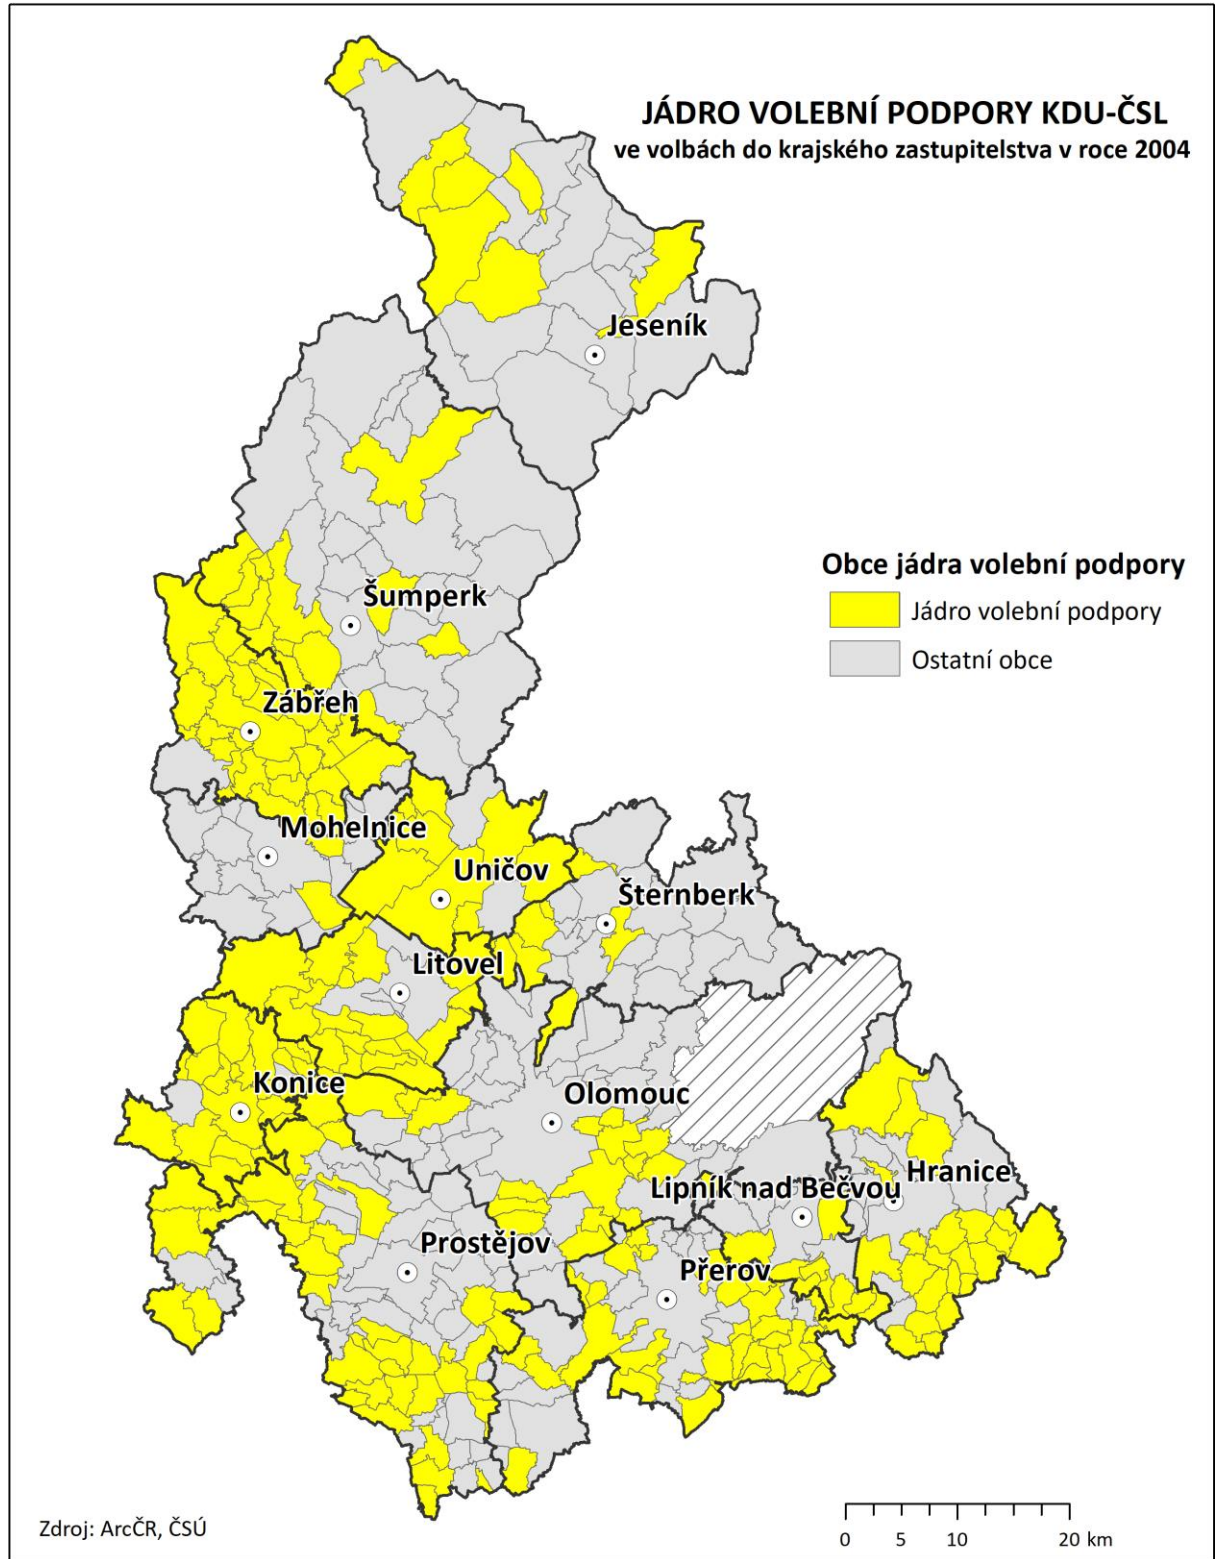 JÁDRO VOLEBNÍ PODPORY KDU-ČSL
ve volbách do krajského zastupitelstva v roce 2004
Jeseník
Obce jádra volební podpory
Jádro volební podpory
Ostatní obce
Šumperk
Zábřeh
Mohelnice
Uničov
Šternberk
Litovel
Konice
Olomouc
Hranice
Lipník nad Bečvou
Prostějov
Přerov
Zdroj: ArcČR, ČSÚ
0 5 10 20 km